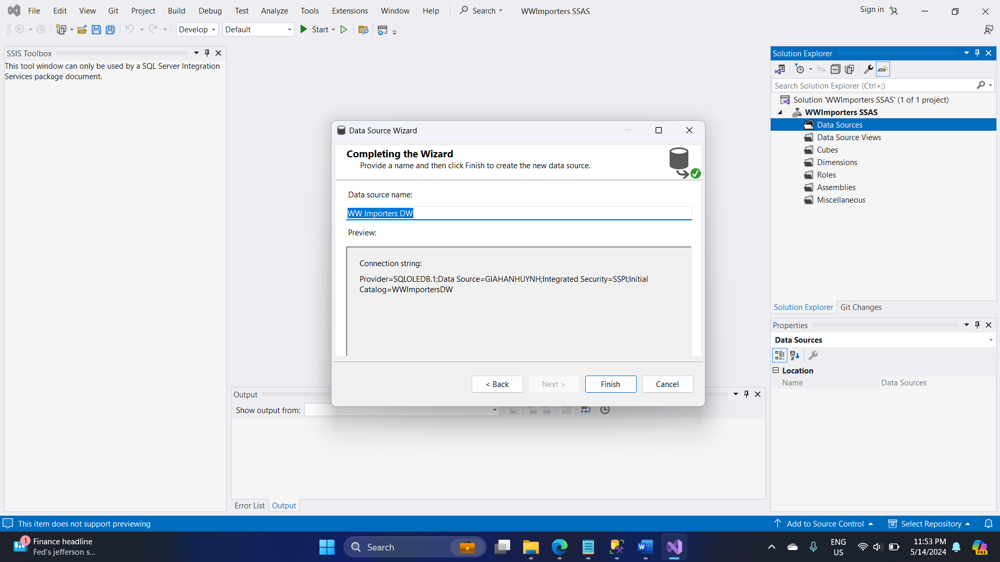 File Edit View Git Project Build Debug Test Analyze Tools Extensions Window Help Search WWImporters SSAS Sign in
Develop Default Start
SSIS Toolbox
This tool window can only be used by a SQL Server Integration
Services package document.
Data Source Wizard
Completing the Wizard
Provide a name and then click Finish to create the new data source.
Data source name:
WW Importers DW
Preview:
Connection string:
Provider=SQLOLEDB.1;Data Source=GIAHANHUYNH;Integrated Security=SSPI;Initial
Catalog=WWImportersDW
< Back Next > Finish Cancel
Output
Show output from:
Error List Output
Solution Explorer
Search Solution Explorer (Ctrl+;)
Solution 'WWImporters SSAS' (1 of 1 project)
WWImporters SSAS
Data Sources
Data Source Views
Cubes
Dimensions
Roles
Assemblies
Miscellaneous
Solution Explorer Git Changes
Properties
Data Sources
Location
Name Data Sources
This item does not support previewing
Add to Source Control Select Repository
1
Finance headline
Fed's jefferson s...
Search
ENG
US
11:53 PM
5/14/2024
PRE